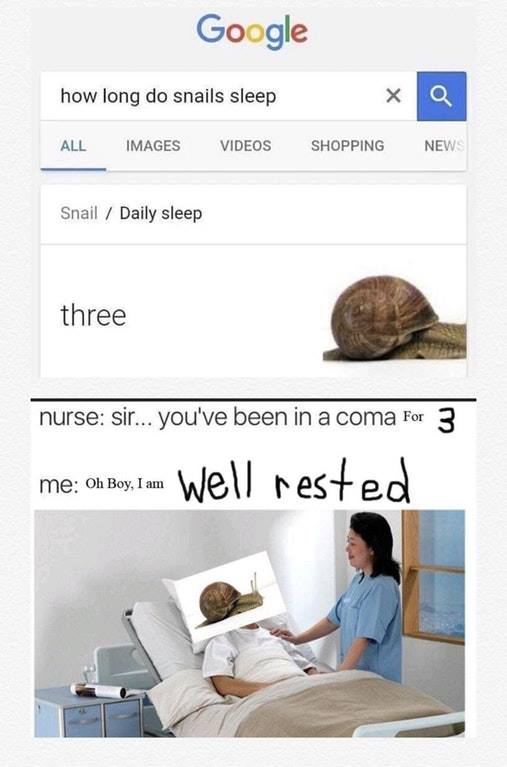 Google
how long do snails sleep ×
ALL IMAGES VIDEOS SHOPPING NEWS
Snail / Daily sleep
three
nurse: sir... you've been in a coma For 3
me: Oh Boy, I am Well rested